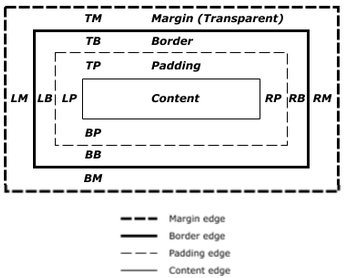 TM Margin (Transparent)
TB Border
TP Padding
LM LB LP Content RP RB RM
BP
BB
BM
Margin edge
Border edge
Padding edge
Content edge